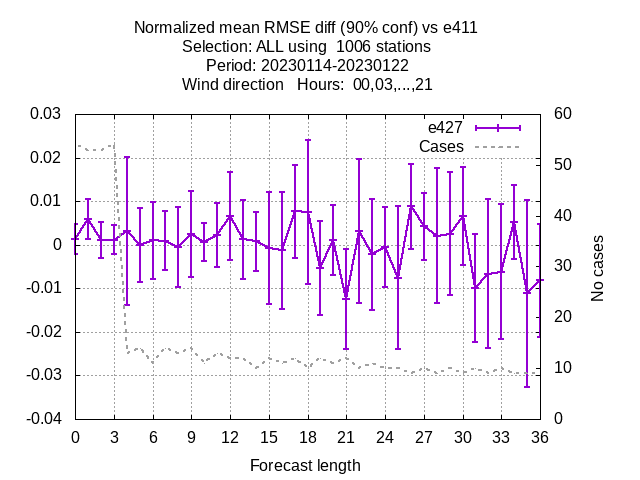 Normalized mean RMSE diff (90% conf) vs e411
Selection: ALL using  1006 stations
Period: 20230114-20230122
Wind direction   Hours:  00,03,...,21
e427
Cases
0.03
0.02
0.01
0
-0.01
-0.02
-0.03
-0.04
60
50
40
30
20
10
0
No cases
0 3 6 9 12 15 18 21 24 27 30 33 36
Forecast length